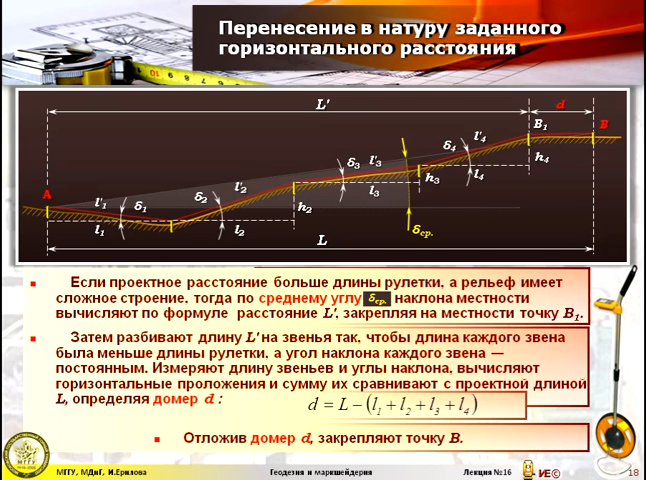 Перенесение в натуру заданного
горизонтального расстояния
L'
d
А
В₁
Б
l'₁
δ₁
l₁
δ₂
l'₂
l₂
h₂
δ₃
l'₃
l₃
h₃
δ₄
l'₄
l₄
h₄
δср.
L
Если проектное расстояние больше длины рулетки, а рельеф имеет
сложное строение, тогда по среднему углу δср. наклона местности
вычисляют по формуле расстояние L', закрепляя на местности точку В₁.
Затем разбивают длину L' на звенья так, чтобы длина каждого звена
была меньше длины рулетки, а угол наклона каждого звена —
постоянным. Измеряют длину звеньев и углы наклона, вычисляют
горизонтальные проложения и сумму их сравнивают с проектной длиной
L, определяя домер d :
d = L − (l₁ + l₂ + l₃ + l₄)
Отложив домер d, закрепляют точку В.
МГГУ, МДиГ, И.Ерилова
Геодезия и маркшейдерия
Лекция №16
- ИЕ©
18